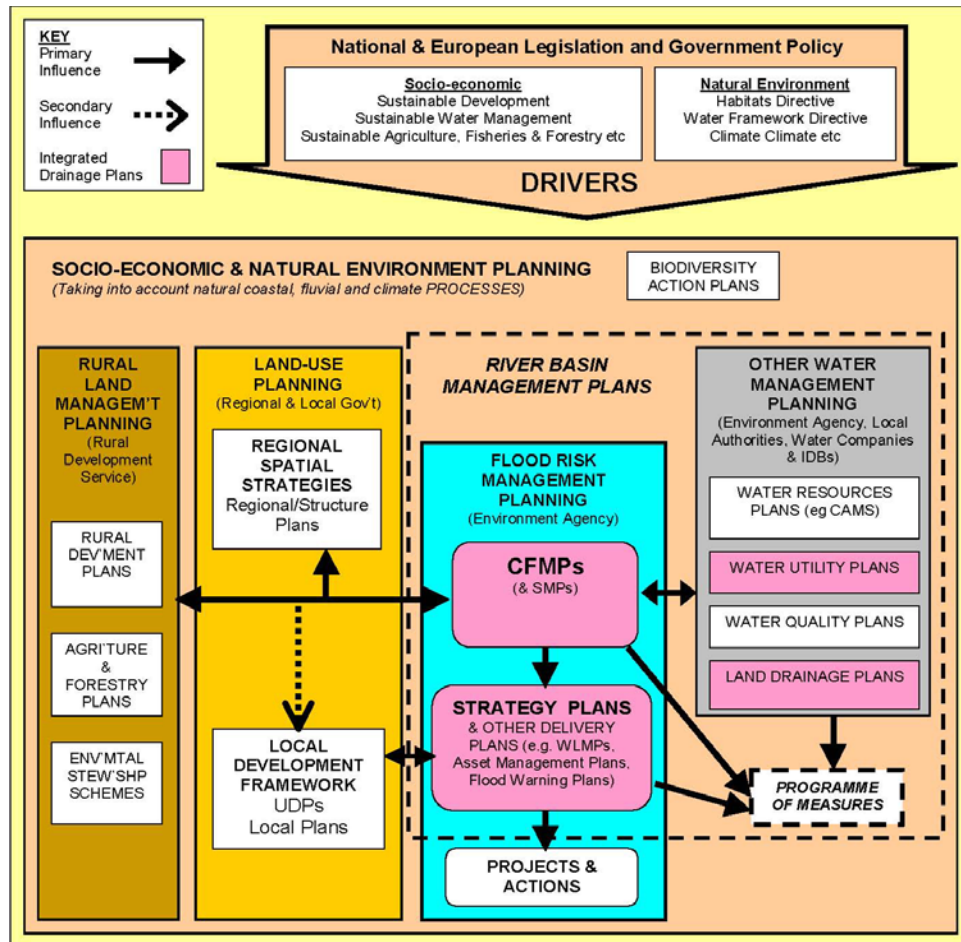 KEY
Primary
Influence
Secondary
Influence
Integrated
Drainage Plans
National & European Legislation and Government Policy
Socio-economic
Sustainable Development
Sustainable Water Management
Sustainable Agriculture, Fisheries & Forestry etc
Natural Environment
Habitats Directive
Water Framework Directive
Climate Climate etc
DRIVERS
SOCIO-ECONOMIC & NATURAL ENVIRONMENT PLANNING
(Taking into account natural coastal, fluvial and climate PROCESSES)
BIODIVERSITY
ACTION PLANS
RURAL
LAND
MANAGEM'T
PLANNING
(Rural
Development
Service)
RURAL
DEV'MENT
PLANS
AGRI'TURE
&
FORESTRY
PLANS
ENV'MTAL
STEW'SHP
SCHEMES
LAND-USE
PLANNING
(Regional & Local Gov't)
REGIONAL
SPATIAL
STRATEGIES
Regional/Structure
Plans
LOCAL
DEVELOPMENT
FRAMEWORK
UDPs
Local Plans
RIVER BASIN
MANAGEMENT PLANS
FLOOD RISK
MANAGEMENT
PLANNING
(Environment Agency)
CFMPs
(& SMPs)
STRATEGY PLANS
& OTHER DELIVERY
PLANS (e.g. WLMPs,
Asset Management Plans,
Flood Warning Plans)
PROJECTS &
ACTIONS
OTHER WATER
MANAGEMENT
PLANNING
(Environment Agency, Local
Authorities, Water Companies
& IDBs)
WATER RESOURCES
PLANS (eg CAMS)
WATER UTILITY PLANS
WATER QUALITY PLANS
LAND DRAINAGE PLANS
PROGRAMME
OF MEASURES